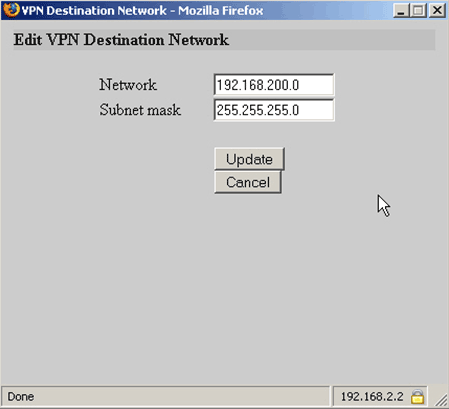 VPN Destination Network - Mozilla Firefox
Edit VPN Destination Network
Network 192.168.200.0
Subnet mask 255.255.255.0
Update
Cancel
Done 192.168.2.2